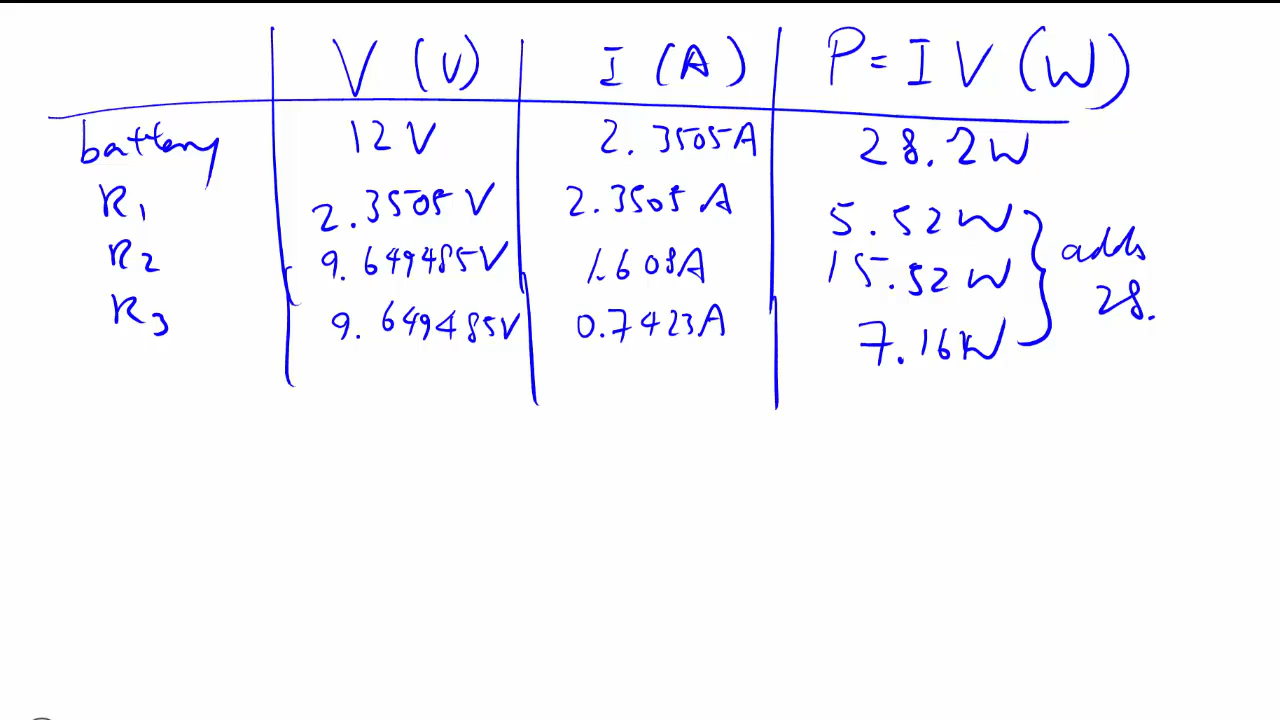 V (V) I (A) P = I V (W)
battery 12 V 2.3505 A 28.2 W
R1 2.3505 V 2.3505 A 5.52 W
R2 9.649485 V 1.608 A 15.52 W adds
R3 9.649485 V 0.7423 A 7.16 W 28.